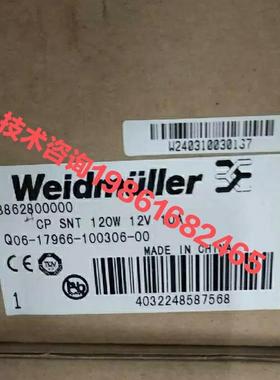 W240310030137
技术咨询19861682465
Weidmüller
8862800000
CP SNT 120W 12V 10A
Q06-17966-100306-00
MADE IN CHINA
1
4032248587568